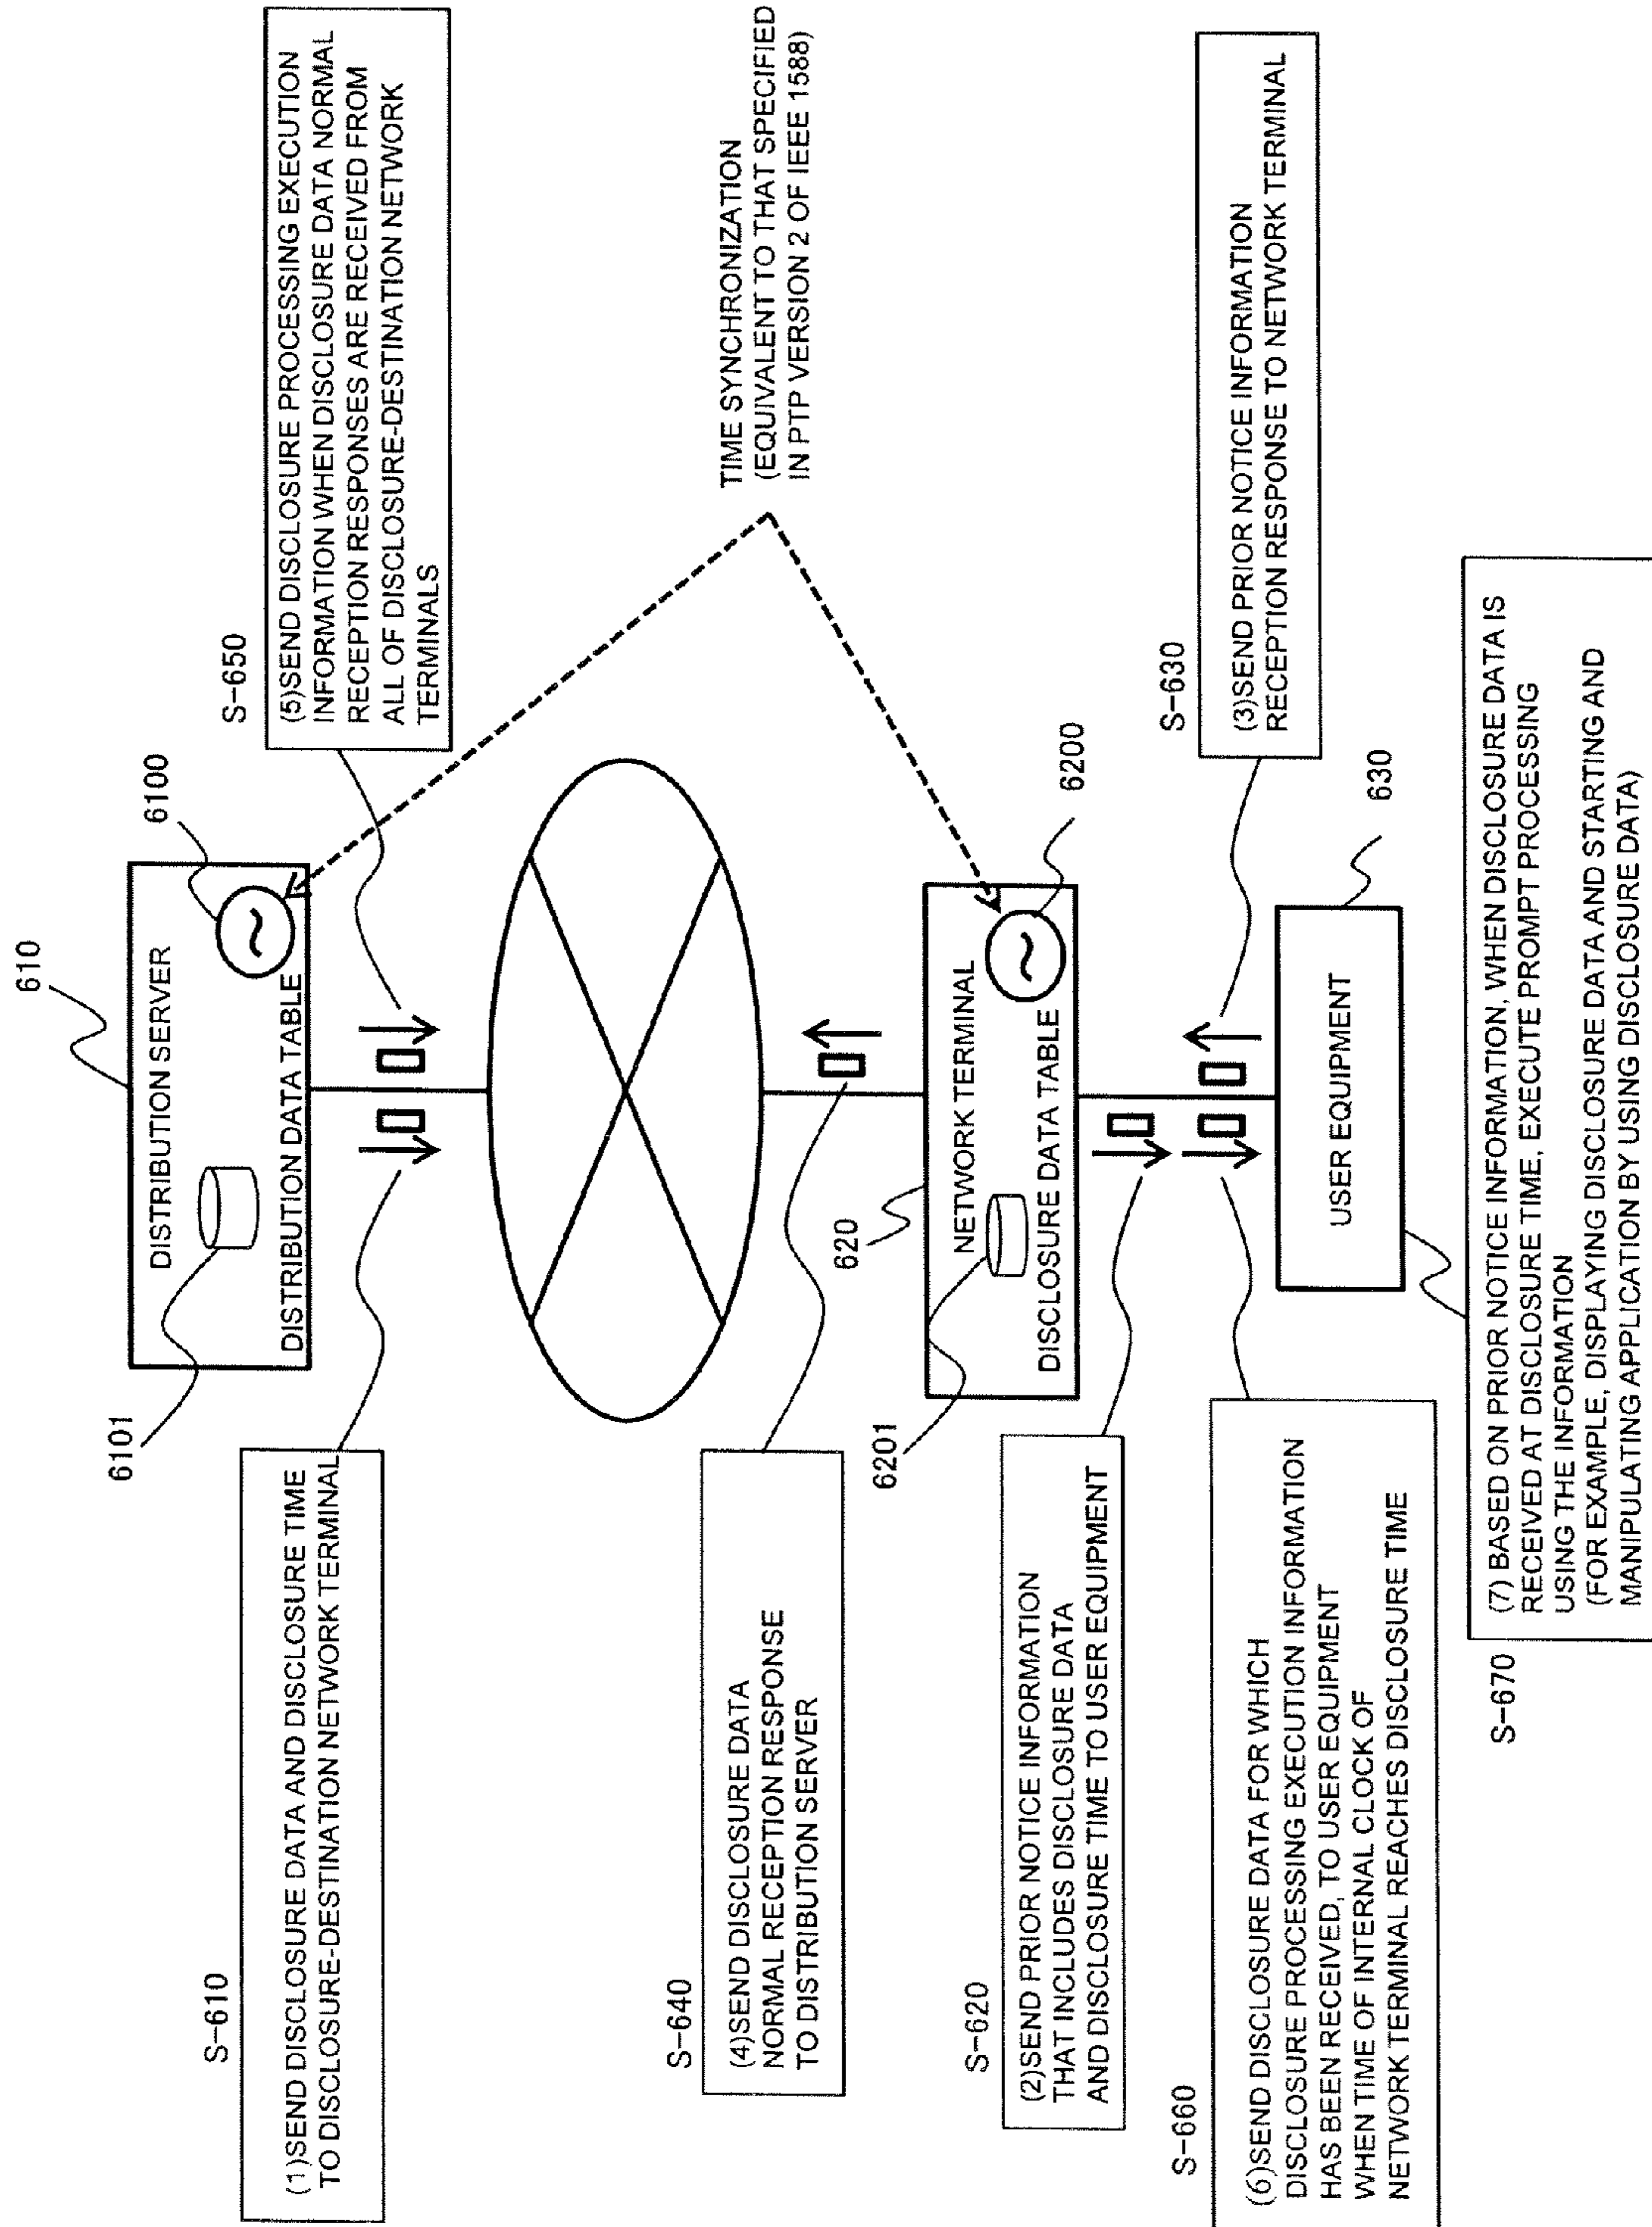 610
DISTRIBUTION SERVER
6100
6101
DISTRIBUTION DATA TABLE
S-610
(1)SEND DISCLOSURE DATA AND DISCLOSURE TIME
TO DISCLOSURE-DESTINATION NETWORK TERMINAL
S-650
(5)SEND DISCLOSURE PROCESSING EXECUTION
INFORMATION WHEN DISCLOSURE DATA NORMAL
RECEPTION RESPONSES ARE RECEIVED FROM
ALL OF DISCLOSURE-DESTINATION NETWORK
TERMINALS
TIME SYNCHRONIZATION
(EQUIVALENT TO THAT SPECIFIED
IN PTP VERSION 2 OF IEEE 1588)
S-640
(4)SEND DISCLOSURE DATA
NORMAL RECEPTION RESPONSE
TO DISTRIBUTION SERVER
620
6201
NETWORK TERMINAL
DISCLOSURE DATA TABLE
6200
S-620
(2)SEND PRIOR NOTICE INFORMATION
THAT INCLUDES DISCLOSURE DATA
AND DISCLOSURE TIME TO USER EQUIPMENT
S-630
(3)SEND PRIOR NOTICE INFORMATION
RECEPTION RESPONSE TO NETWORK TERMINAL
S-660
(6)SEND DISCLOSURE DATA FOR WHICH
DISCLOSURE PROCESSING EXECUTION INFORMATION
HAS BEEN RECEIVED, TO USER EQUIPMENT
WHEN TIME OF INTERNAL CLOCK OF
NETWORK TERMINAL REACHES DISCLOSURE TIME
USER EQUIPMENT
630
S-670
(7) BASED ON PRIOR NOTICE INFORMATION, WHEN DISCLOSURE DATA IS
RECEIVED AT DISCLOSURE TIME, EXECUTE PROMPT PROCESSING
USING THE INFORMATION
(FOR EXAMPLE, DISPLAYING DISCLOSURE DATA AND STARTING AND
MANIPULATING APPLICATION BY USING DISCLOSURE DATA)